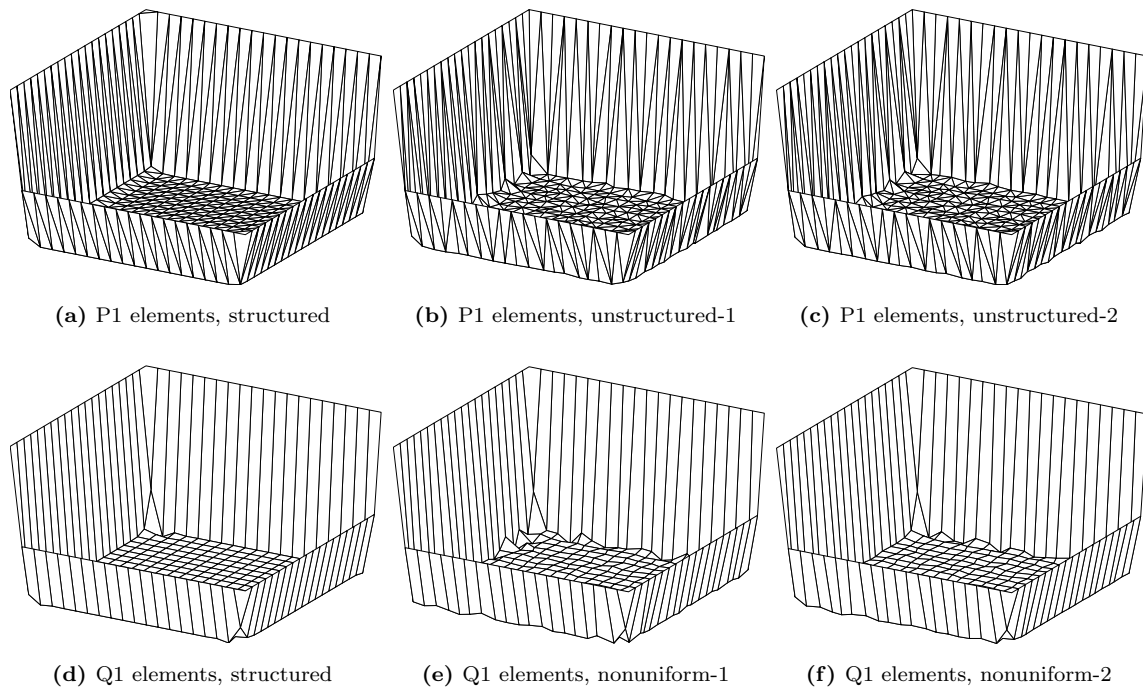 (a) P1 elements, structured
(b) P1 elements, unstructured-1
(c) P1 elements, unstructured-2
(d) Q1 elements, structured
(e) Q1 elements, nonuniform-1
(f) Q1 elements, nonuniform-2